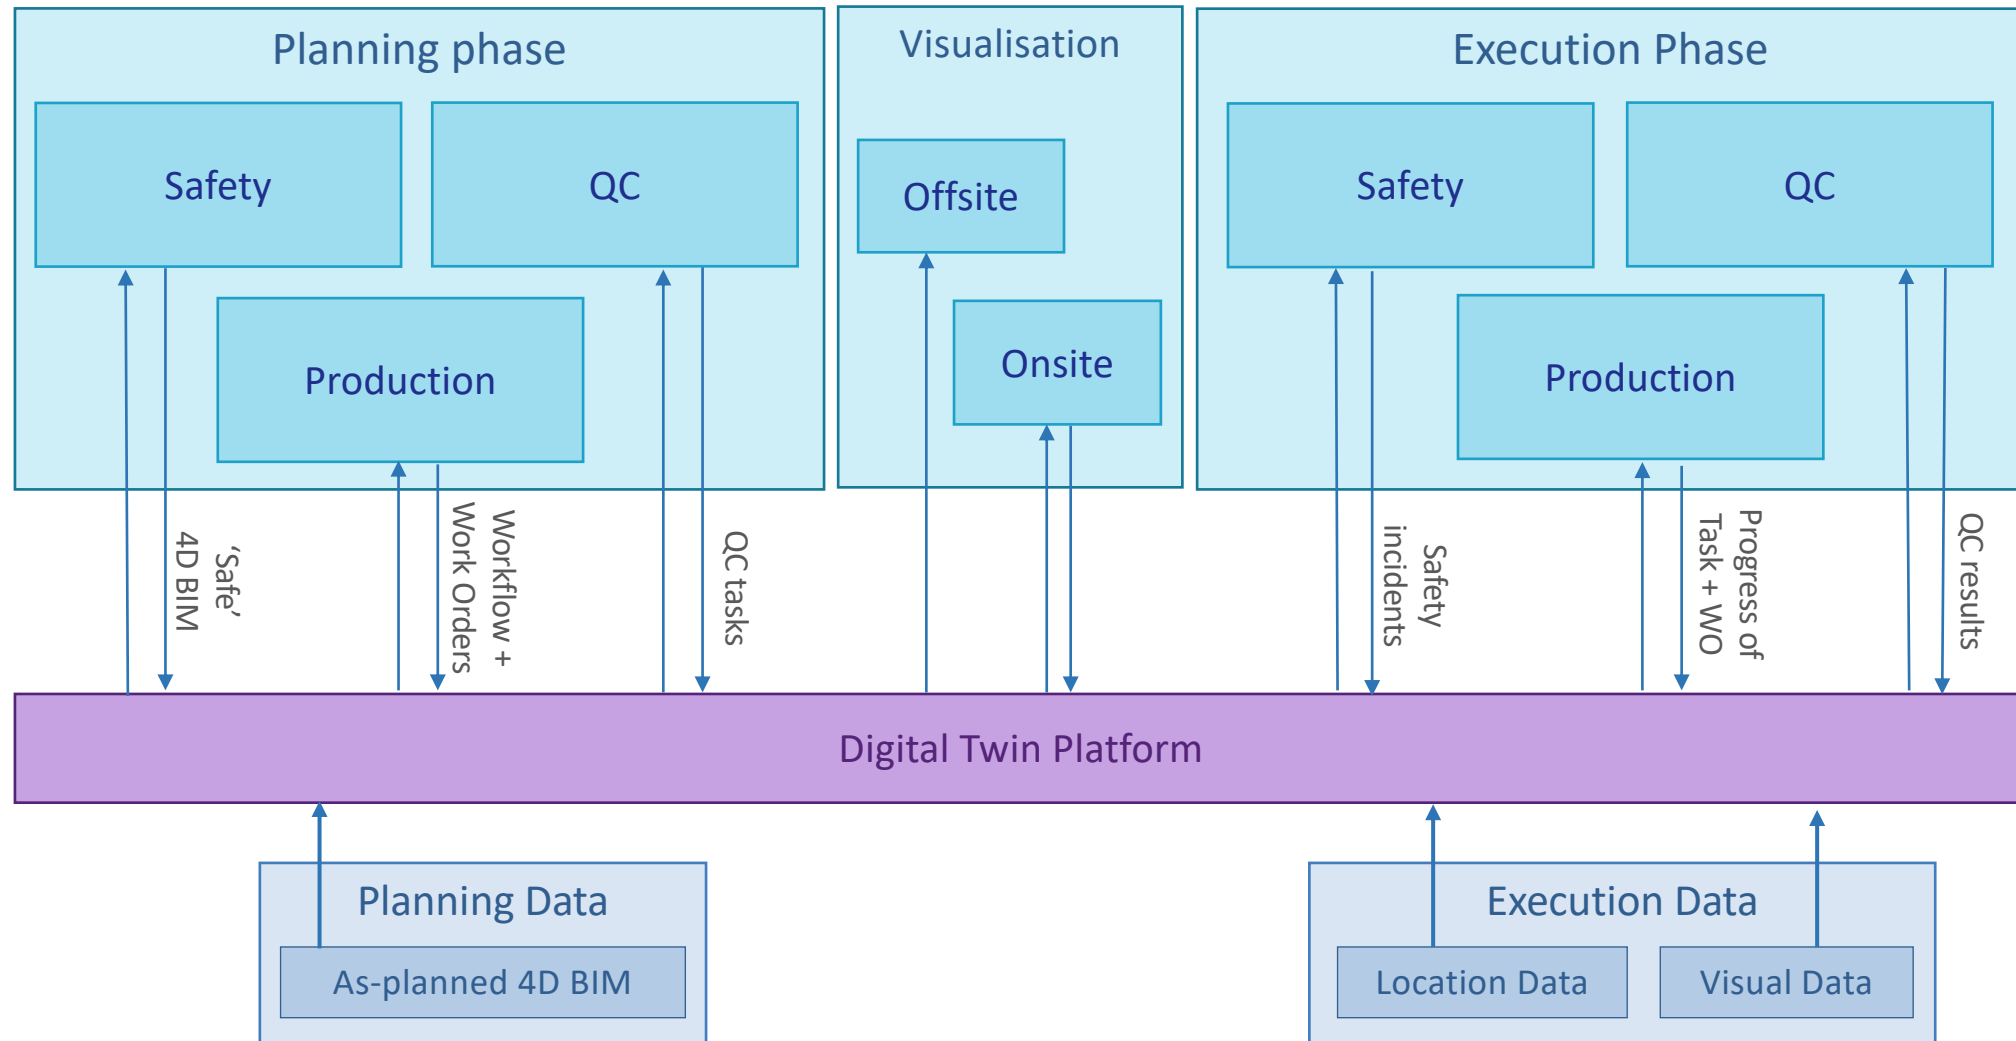 Planning phase
Safety
QC
Production
Visualisation
Offsite
Onsite
Execution Phase
Safety
QC
Production
‘Safe’
4D BIM
Workflow +
Work Orders
QC tasks
Safety
incidents
Progress of
Task + WO
QC results
Digital Twin Platform
Planning Data
As-planned 4D BIM
Execution Data
Location Data
Visual Data